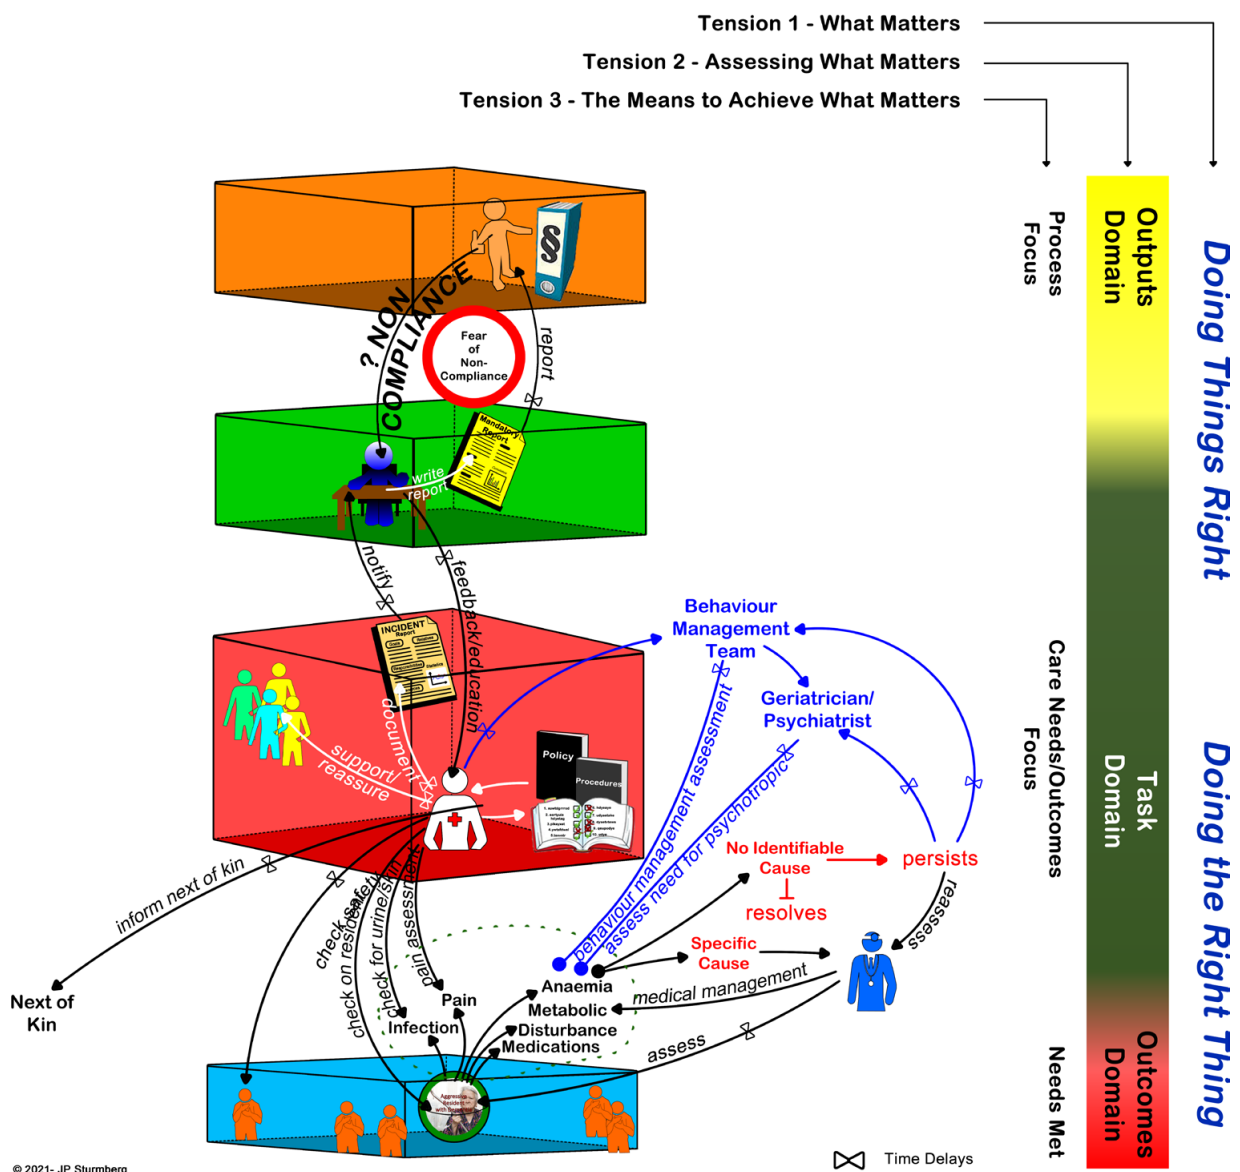 Tension 1 - What Matters
Tension 2 - Assessing What Matters
Tension 3 - The Means to Achieve What Matters
Process
Focus
Outputs
Domain
Doing Things Right
§
? NON
COMPLIANCE
Fear
of
Non-
Compliance
report
Mandatory
Report
write
report
notify
feedback/education
INCIDENT
Report
document
support/
reassure
Policy
Procedures
Behaviour
Management
Team
Geriatrician/
Psychiatrist
behaviour management assessment
assess need for psychotropic
Care Needs/Outcomes
Focus
Task
Domain
Doing the Right Thing
No Identifiable
Cause
persists
resolves
reassess
Specific
Cause
inform next of kin
check safety
check on resident
check for urine/skin
pain assessment
Next of
Kin
Anaemia
Metabolic
Disturbance
Medications
Pain
Infection
medical management
assess
Needs Met
Outcomes
Domain
Aggressive
Resident
Time Delays
© 2021- JP Sturmberg